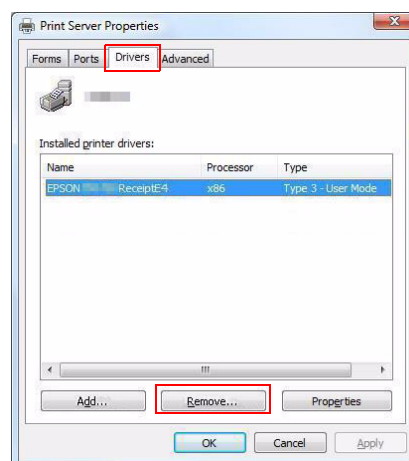 Print Server Properties
Forms Ports Drivers Advanced
Installed printer drivers:
Name Processor Type
EPSON ReceiptE4 x86 Type 3 - User Mode
Add... Remove... Properties
OK Cancel Apply